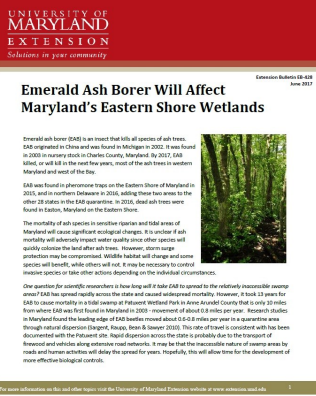 UNIVERSITY OF
MARYLAND
EXTENSION
Solutions in your community
Extension Bulletin EB-428
June 2017
Emerald Ash Borer Will Affect
Maryland's Eastern Shore Wetlands
Emerald ash borer (EAB) is an insect that kills all species of ash trees.
EAB originated in China and was found in Michigan in 2002. It was found
in 2003 in nursery stock in Charles County, Maryland. By 2017, EAB
killed, or will kill in the next few years, most of the ash trees in western
Maryland and west of the Bay.
EAB was found in pheromone traps on the Eastern Shore of Maryland in
2015, and in northern Delaware in 2016, adding these two areas to the
other 28 states in the EAB quarantine. In 2016, dead ash trees were
found in Easton, Maryland on the Eastern Shore.
The mortality of ash species in sensitive riparian and tidal areas of
Maryland will cause significant ecological changes. It is unclear if ash
mortality will adversely impact water quality since other species will
quickly colonize the land after ash trees. However, storm surge
protection may be compromised. Wildlife habitat will change and some
species will benefit, while others will not. It may be necessary to control
invasive species or take other actions depending on the individual circumstances.
One question for scientific researchers is how long will it take EAB to spread to the relatively inaccessible swamp
areas? EAB has spread rapidly across the state and caused widespread mortality. However, it took 13 years for
EAB to cause mortality in a tidal swamp at Patuxent Wetland Park in Anne Arundel County that is only 10 miles
from where EAB was first found in Maryland in 2003 - movement of about 0.8 miles per year. Research studies
in Maryland found the leading edge of EAB beetles moved about 0.6-0.8 miles per year in a quarantine area
through natural dispersion (Sargent, Raupp, Bean & Sawyer 2010). This rate of travel is consistent with has been
documented with the Patuxent site. Rapid dispersion across the state is probably due to the transport of
firewood and vehicles along extensive road networks. It may be that the inaccessible nature of swamp areas by
roads and human activities will delay the spread for years. Hopefully, this will allow time for the development of
more effective biological controls.
For more information on this and other topics visit the University of Maryland Extension website at www.extension.umd.edu
1